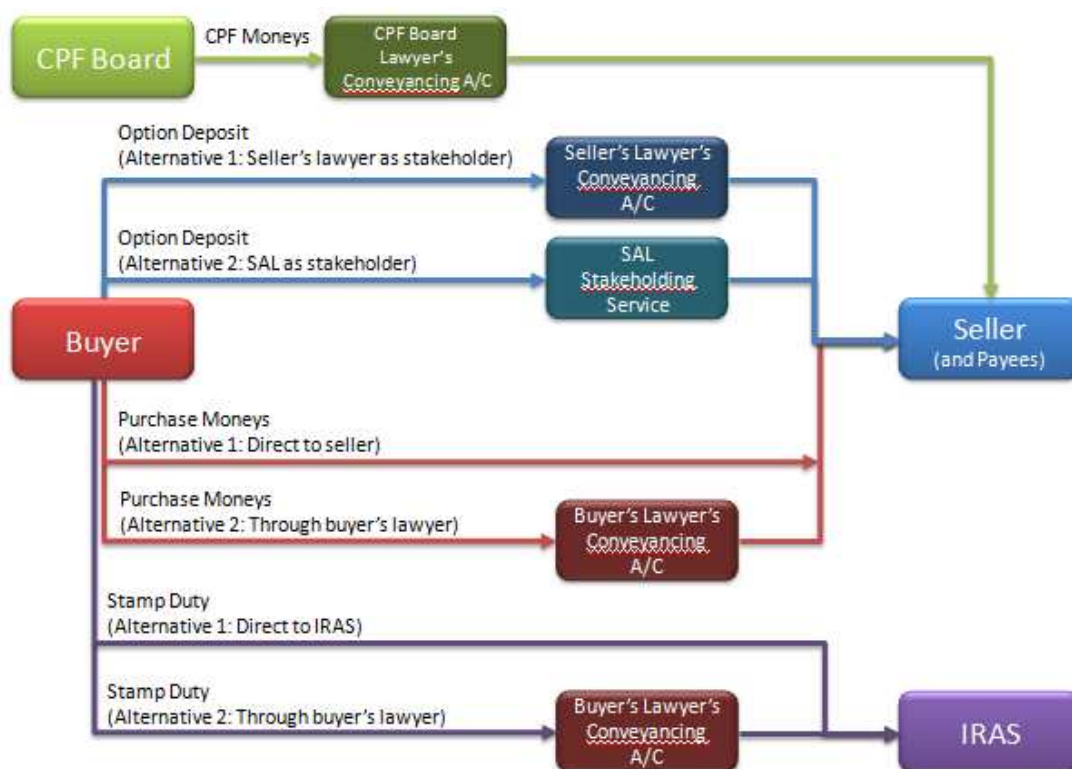 CPF Board
CPF Moneys
CPF Board
Lawyer's
Conveyancing A/C
Option Deposit
(Alternative 1: Seller's lawyer as stakeholder)
Seller's Lawyer's
Conveyancing
A/C
Option Deposit
(Alternative 2: SAL as stakeholder)
SAL
Stakeholding
Service
Buyer
Seller
(and Payees)
Purchase Moneys
(Alternative 1: Direct to seller)
Purchase Moneys
(Alternative 2: Through buyer's lawyer)
Buyer's Lawyer's
Conveyancing
A/C
Stamp Duty
(Alternative 1: Direct to IRAS)
Stamp Duty
(Alternative 2: Through buyer's lawyer)
Buyer's Lawyer's
Conveyancing
A/C
IRAS